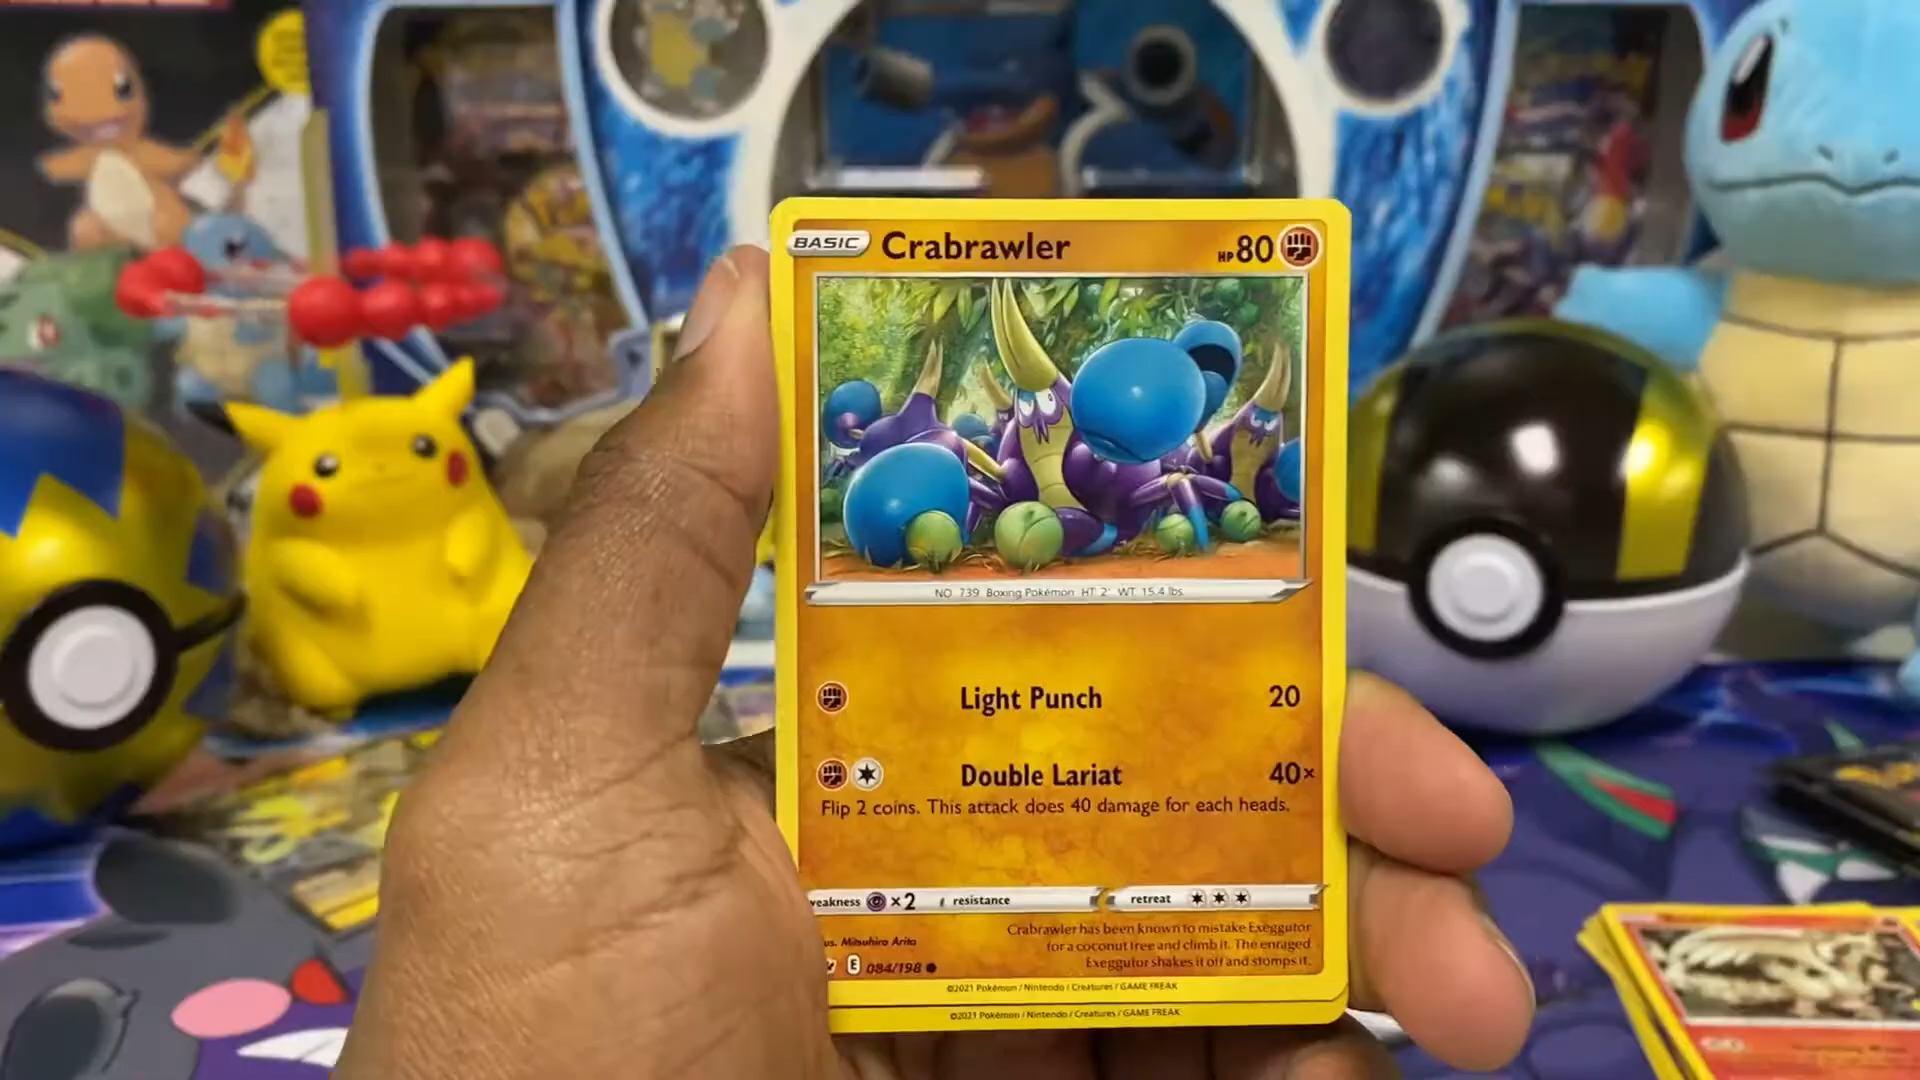 BASIC Crabrawler HP 80
NO 739 Boxing Pokémon HT 2' WT 15.4 lbs.
Light Punch 20
Double Lariat 40×
Flip 2 coins. This attack does 40 damage for each heads.
weakness ×2 resistance retreat
Mitsuhiro Arita
Crabrawler has been known to mistake Exeggutor
for a coconut tree and climb it. The enraged
Exeggutor shakes it off and stomps it.
E 084/198
©2021 Pokémon / Nintendo / Creatures / GAME FREAK
©2021 Pokémon / Nintendo / Creatures / GAME FREAK